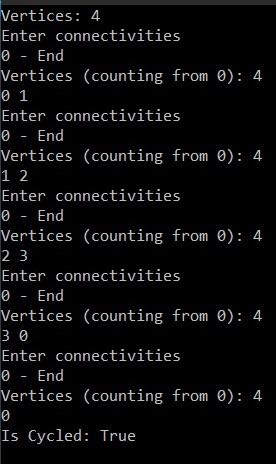 Vertices: 4
Enter connectivities
0 - End
Vertices (counting from 0): 4
0 1
Enter connectivities
0 - End
Vertices (counting from 0): 4
1 2
Enter connectivities
0 - End
Vertices (counting from 0): 4
2 3
Enter connectivities
0 - End
Vertices (counting from 0): 4
3 0
Enter connectivities
0 - End
Vertices (counting from 0): 4
0
Is Cycled: True